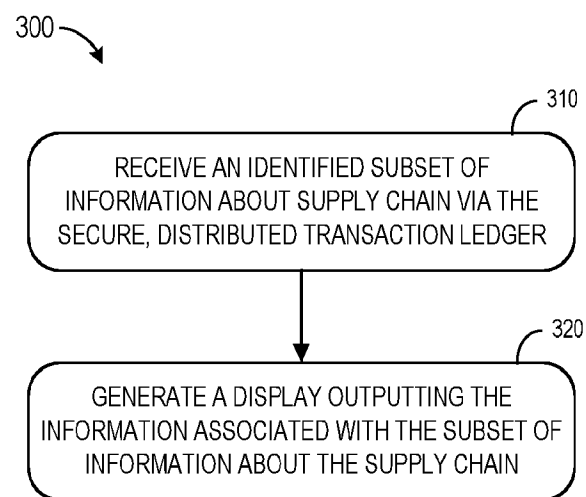 300
310
RECEIVE AN IDENTIFIED SUBSET OF
INFORMATION ABOUT SUPPLY CHAIN VIA THE
SECURE, DISTRIBUTED TRANSACTION LEDGER
320
GENERATE A DISPLAY OUTPUTTING THE
INFORMATION ASSOCIATED WITH THE SUBSET OF
INFORMATION ABOUT THE SUPPLY CHAIN